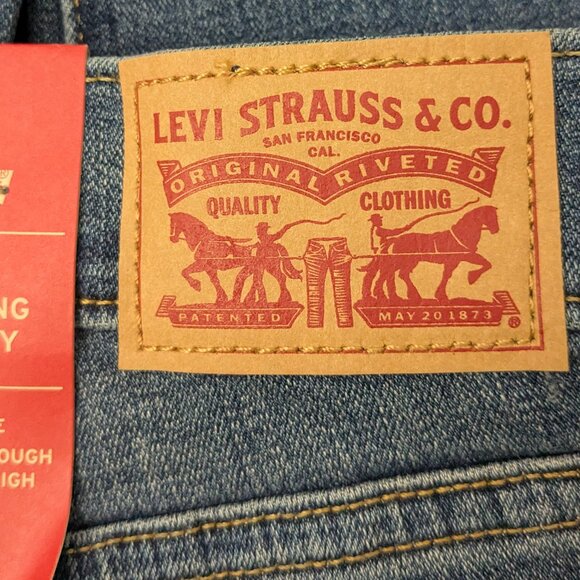 LEVI STRAUSS & CO.
SAN FRANCISCO
CAL.
ORIGINAL RIVETED
QUALITY CLOTHING
PATENTED MAY 20 1873
®